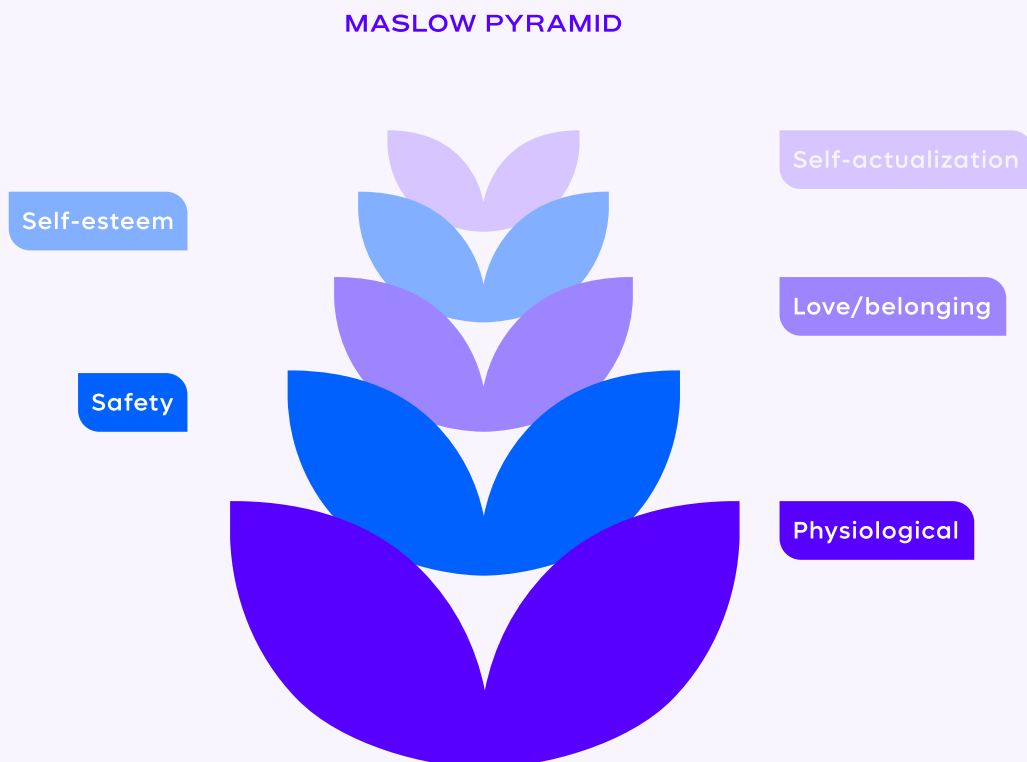 MASLOW PYRAMID
Self-actualization
Self-esteem
Love/belonging
Safety
Physiological